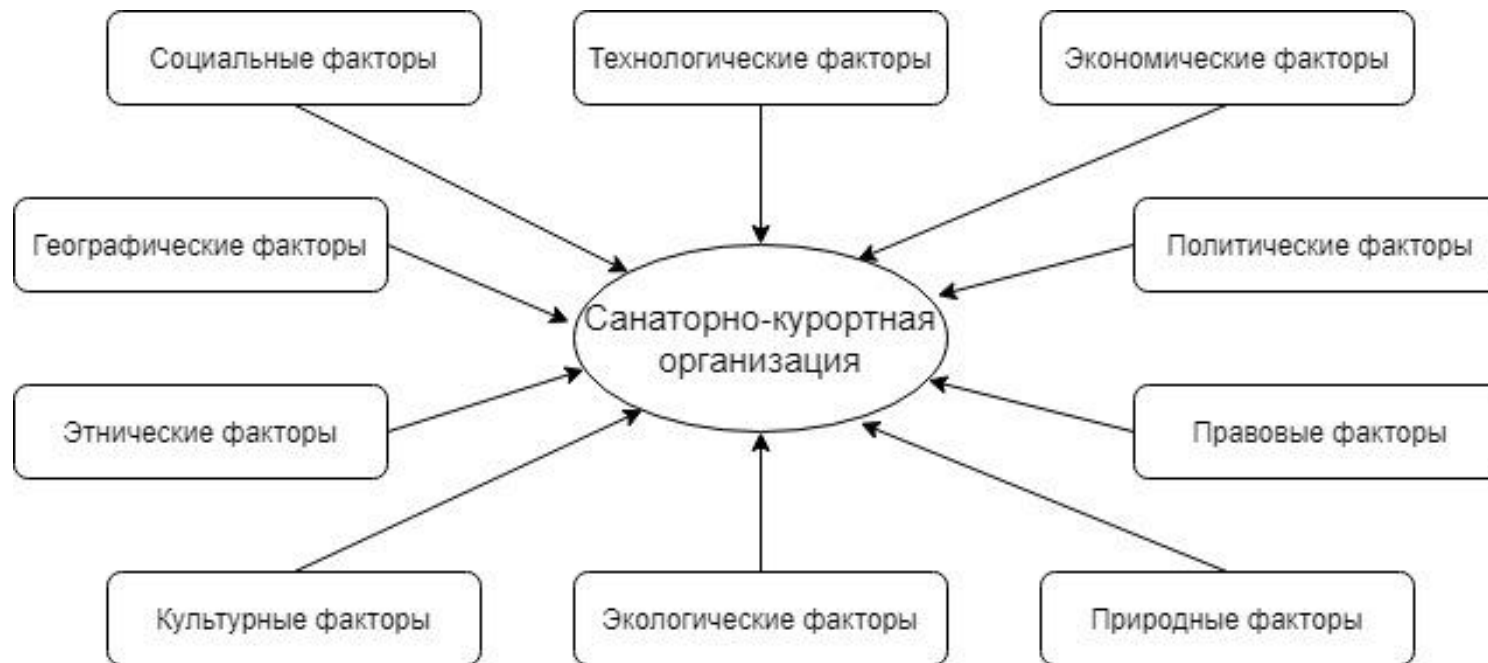 Социальные факторы
Технологические факторы
Экономические факторы
Географические факторы
Политические факторы
Санаторно-курортная
организация
Этнические факторы
Правовые факторы
Культурные факторы
Экологические факторы
Природные факторы